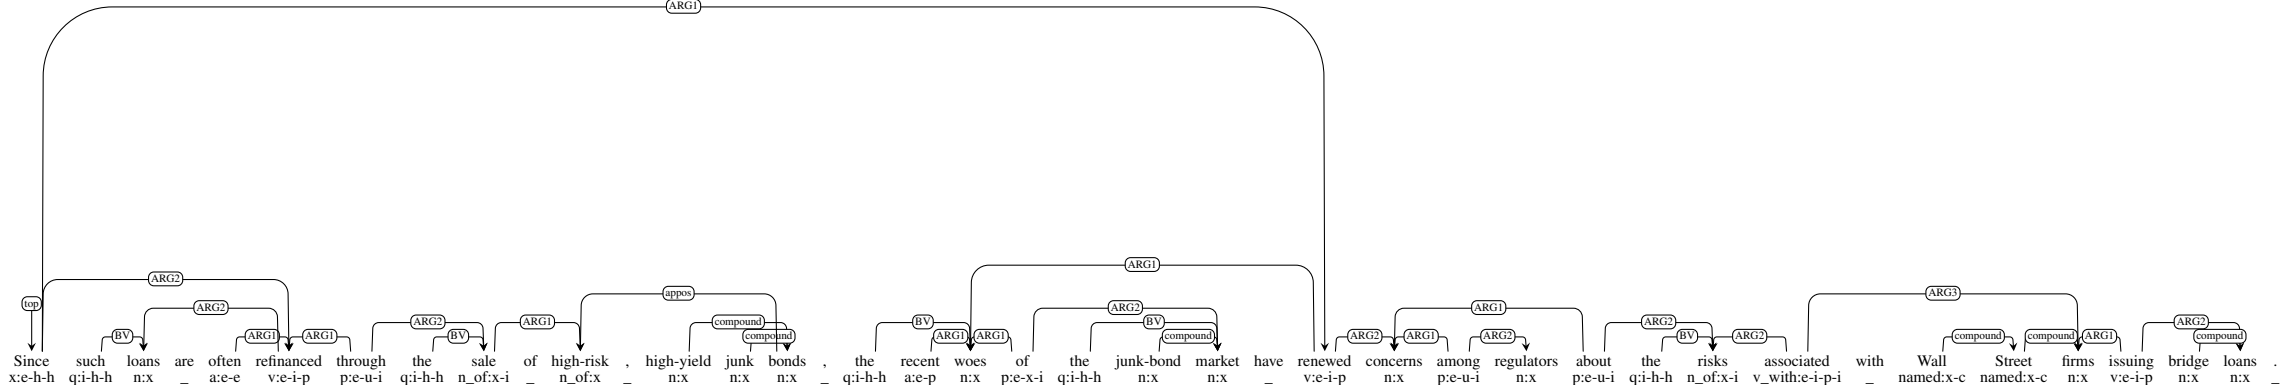 ARG1
ARG1
ARG2 appos ARG3
top ARG2 ARG2 ARG1
ARG2 ARG1 compound BV BV ARG2 ARG2
BV ARG1 ARG1 BV compound ARG1 ARG1 compound ARG2 ARG1 ARG2 BV ARG2 compound compound ARG1 compound
Since such loans are often refinanced through the sale of high-risk , high-yield junk bonds , the recent woes of the junk-bond market have renewed concerns among regulators about the risks associated with Wall Street firms issuing bridge loans .
x:e-h-h q:i-h-h n:x _ a:e-e v:e-i-p p:e-u-i q:i-h-h n_of:x-i _ n_of:x _ n:x n:x n:x _ q:i-h-h a:e-p n:x p:e-x-i q:i-h-h n:x n:x _ v:e-i-p n:x p:e-u-i n:x p:e-u-i q:i-h-h n_of:x-i v_with:e-i-p-i _ named:x-c named:x-c n:x v:e-i-p n:x n:x _